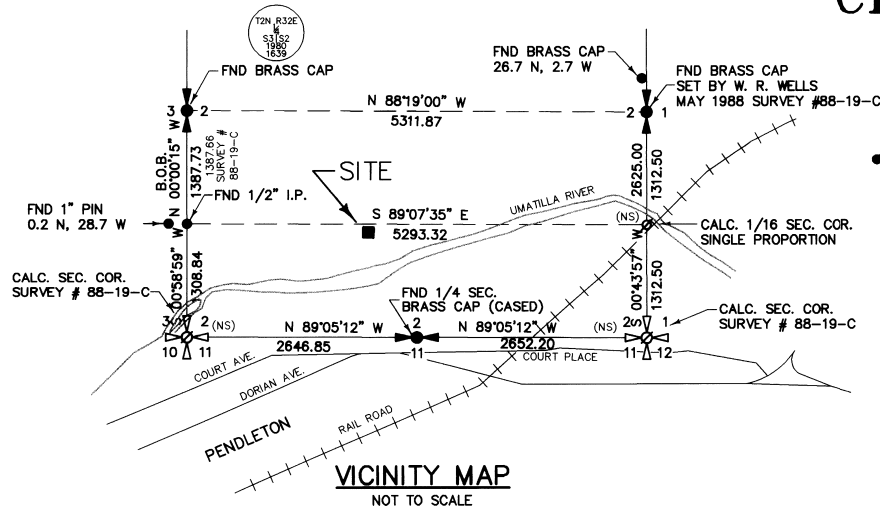 T2N R32E
1/4
S3 S2
1980
1639
FND BRASS CAP
FND BRASS CAP
26.7 N, 2.7 W
FND BRASS CAP
SET BY W. R. WELLS
MAY 1988 SURVEY #88-19-C
3 2
N 88°19'00" W
5311.87
2 1
B.O.B.
N 00°00'15" W
1387.73
1387.66
SURVEY #
88-19-C
2625.00
1312.50
SITE
FND 1/2" I.P.
FND 1" PIN
0.2 N, 28.7 W
S 89°07'35" E
5293.32
UMATILLA RIVER
(NS)
CALC. 1/16 SEC. COR.
SINGLE PROPORTION
S 00°58'59" W
1308.84
S 00°43'57" W
1312.50
CALC. SEC. COR.
SURVEY # 88-19-C
FND 1/4 SEC.
BRASS CAP (CASED)
CALC. SEC. COR.
SURVEY # 88-19-C
3 2
(NS)
N 89°05'12" W
2646.85
2
N 89°05'12" W
2652.20
(NS)
2 1
10 11
11
11 12
COURT AVE.
COURT PLACE
DORIAN AVE.
PENDLETON
RAIL ROAD
VICINITY MAP
NOT TO SCALE